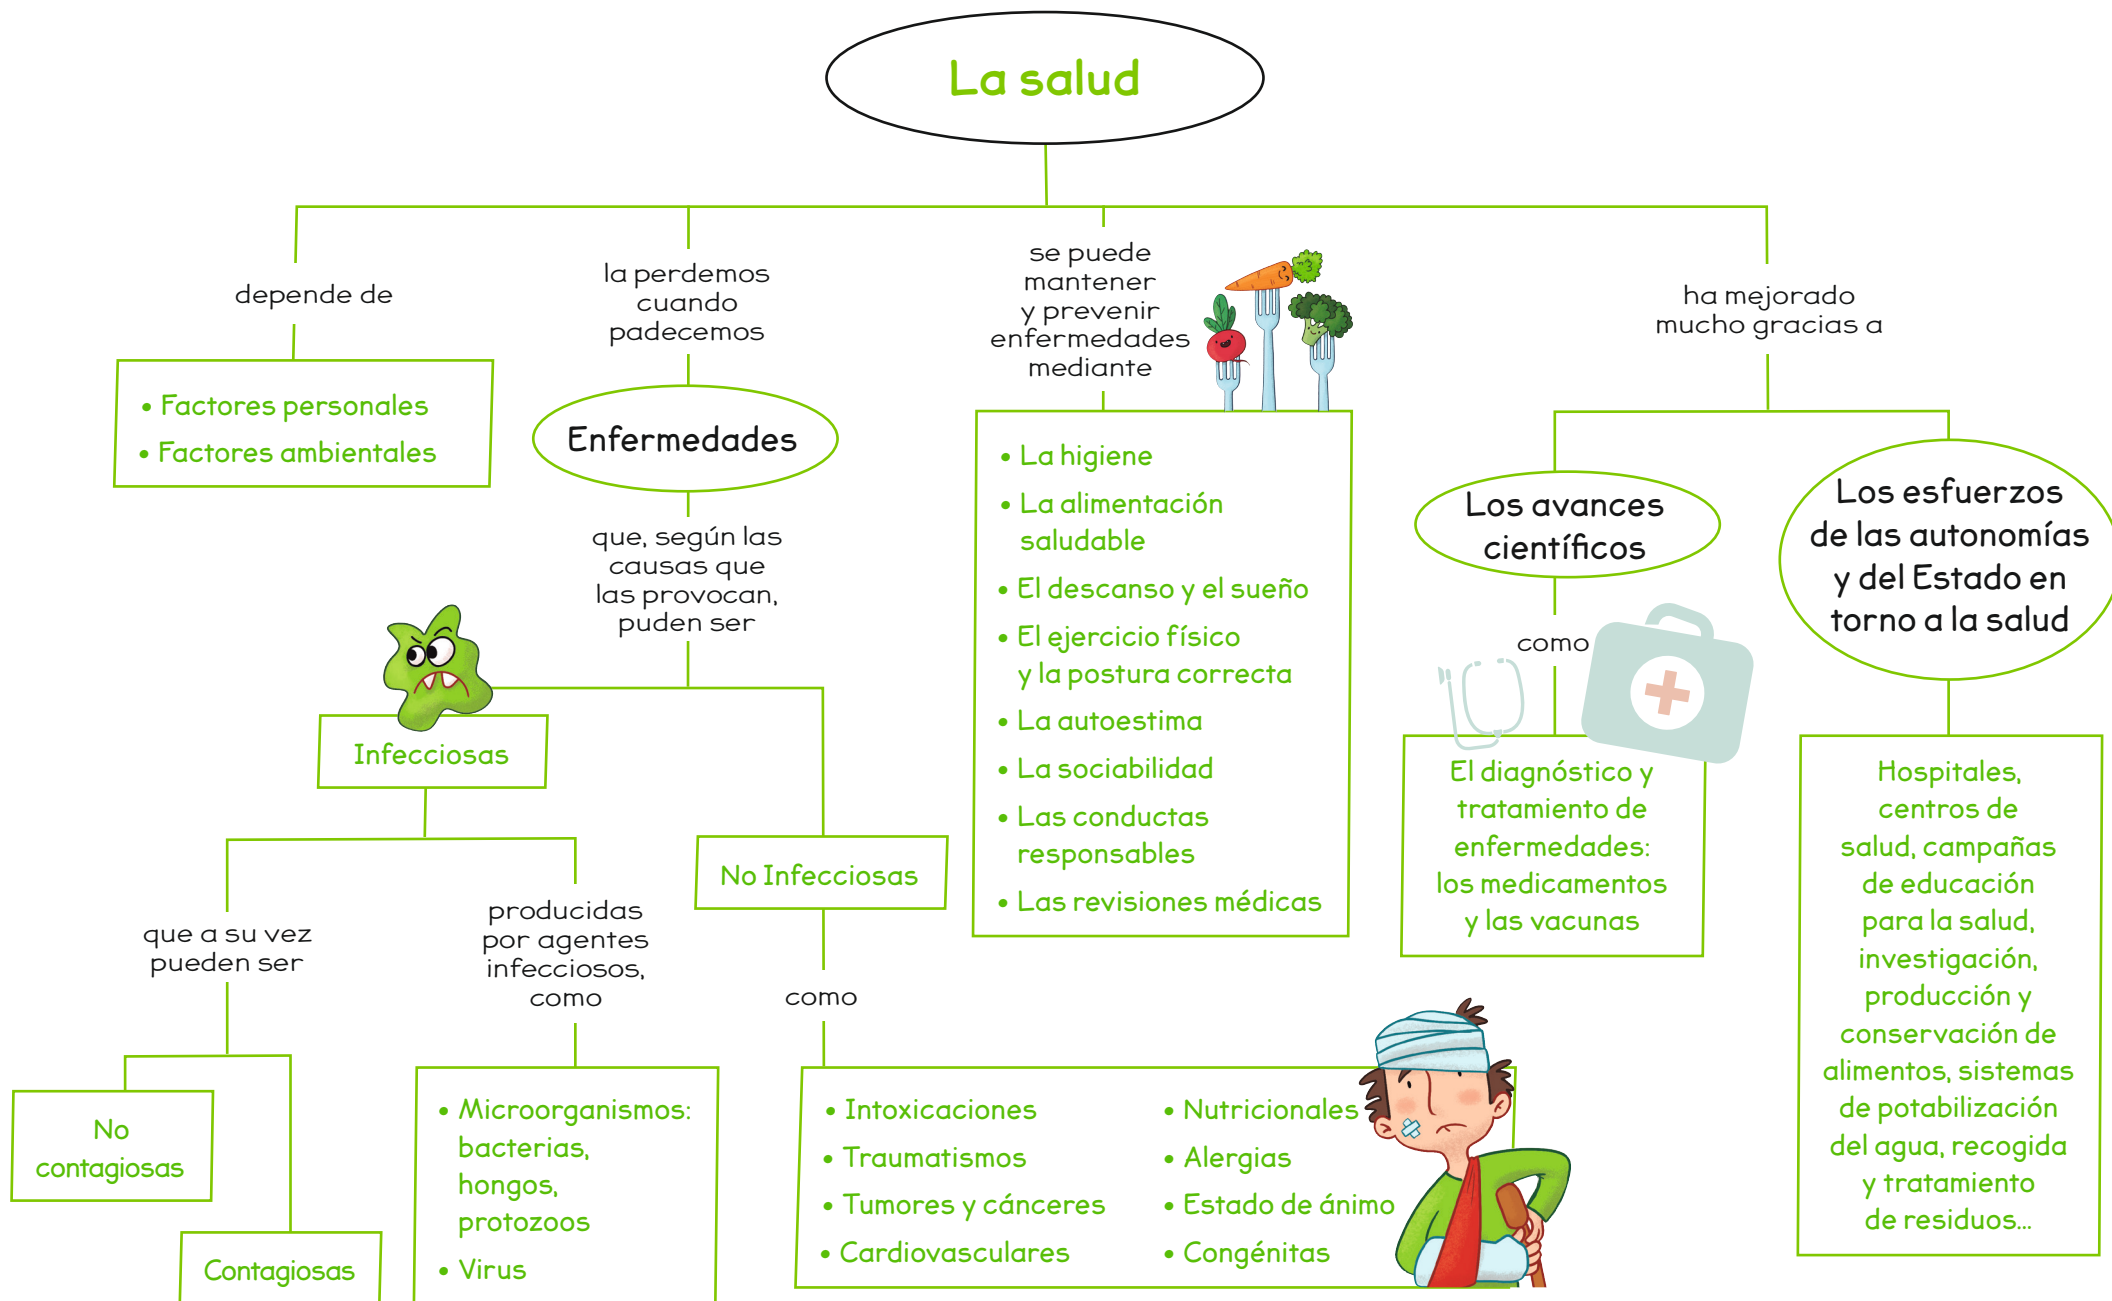 La salud
depende de
• Factores personales
• Factores ambientales
la perdemos
cuando
padecemos
Enfermedades
que, según las
causas que
las provocan,
puden ser
Infecciosas
que a su vez
pueden ser
No
contagiosas
Contagiosas
producidas
por agentes
infecciosos,
como
• Microorganismos:
bacterias,
hongos,
protozoos
• Virus
No Infecciosas
como
• Intoxicaciones
• Traumatismos
• Tumores y cánceres
• Cardiovasculares
• Nutricionales
• Alergias
• Estado de ánimo
• Congénitas
se puede
mantener
y prevenir
enfermedades
mediante
• La higiene
• La alimentación
saludable
• El descanso y el sueño
• El ejercicio físico
y la postura correcta
• La autoestima
• La sociabilidad
• Las conductas
responsables
• Las revisiones médicas
ha mejorado
mucho gracias a
Los avances
científicos
como
El diagnóstico y
tratamiento de
enfermedades:
los medicamentos
y las vacunas
Los esfuerzos
de las autonomías
y del Estado en
torno a la salud
Hospitales,
centros de
salud, campañas
de educación
para la salud,
investigación,
producción y
conservación de
alimentos, sistemas
de potabilización
del agua, recogida
y tratamiento
de residuos...